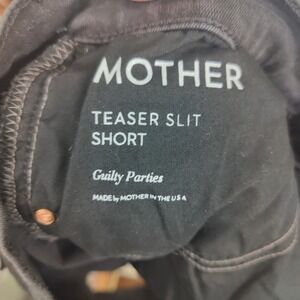 MOTHER
TEASER SLIT
SHORT
Guilty Parties
MADE by MOTHER IN THE USA